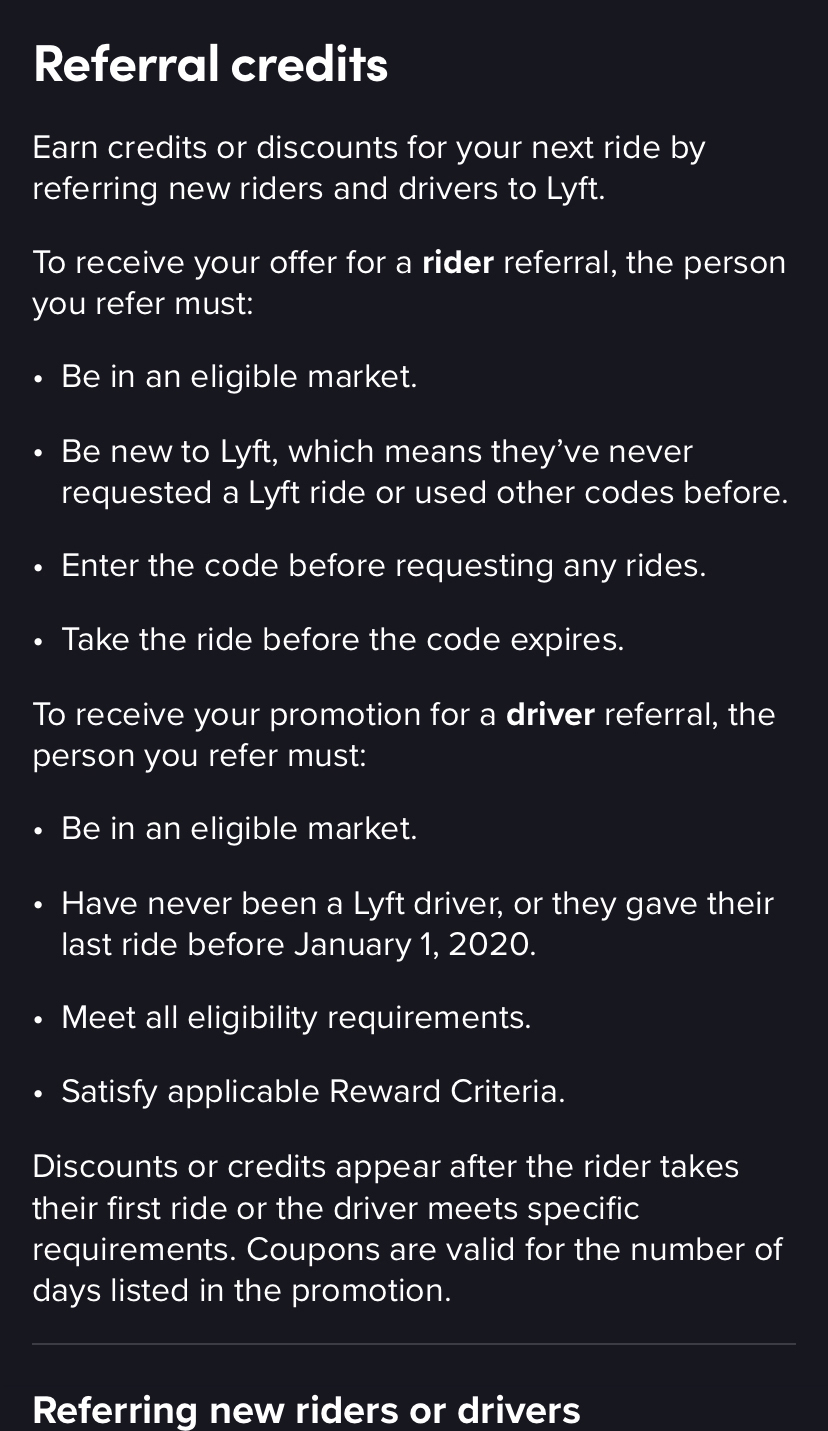 Referral credits
Earn credits or discounts for your next ride by
referring new riders and drivers to Lyft.
To receive your offer for a rider referral, the person
you refer must:
• Be in an eligible market.
• Be new to Lyft, which means they’ve never
requested a Lyft ride or used other codes before.
• Enter the code before requesting any rides.
• Take the ride before the code expires.
To receive your promotion for a driver referral, the
person you refer must:
• Be in an eligible market.
• Have never been a Lyft driver, or they gave their
last ride before January 1, 2020.
• Meet all eligibility requirements.
• Satisfy applicable Reward Criteria.
Discounts or credits appear after the rider takes
their first ride or the driver meets specific
requirements. Coupons are valid for the number of
days listed in the promotion.
Referring new riders or drivers